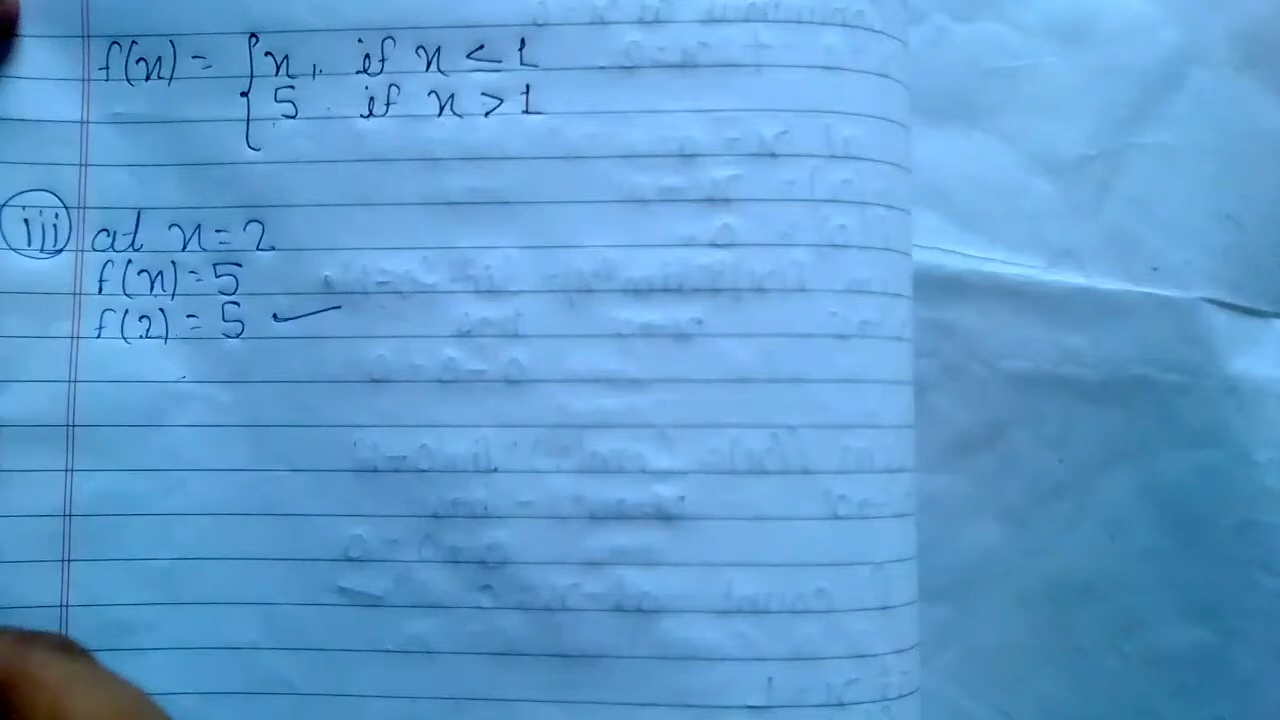 f(x) = { x, if x < 1
5 if x > 1
iii at x = 2
f(x) = 5
f(2) = 5 ✓